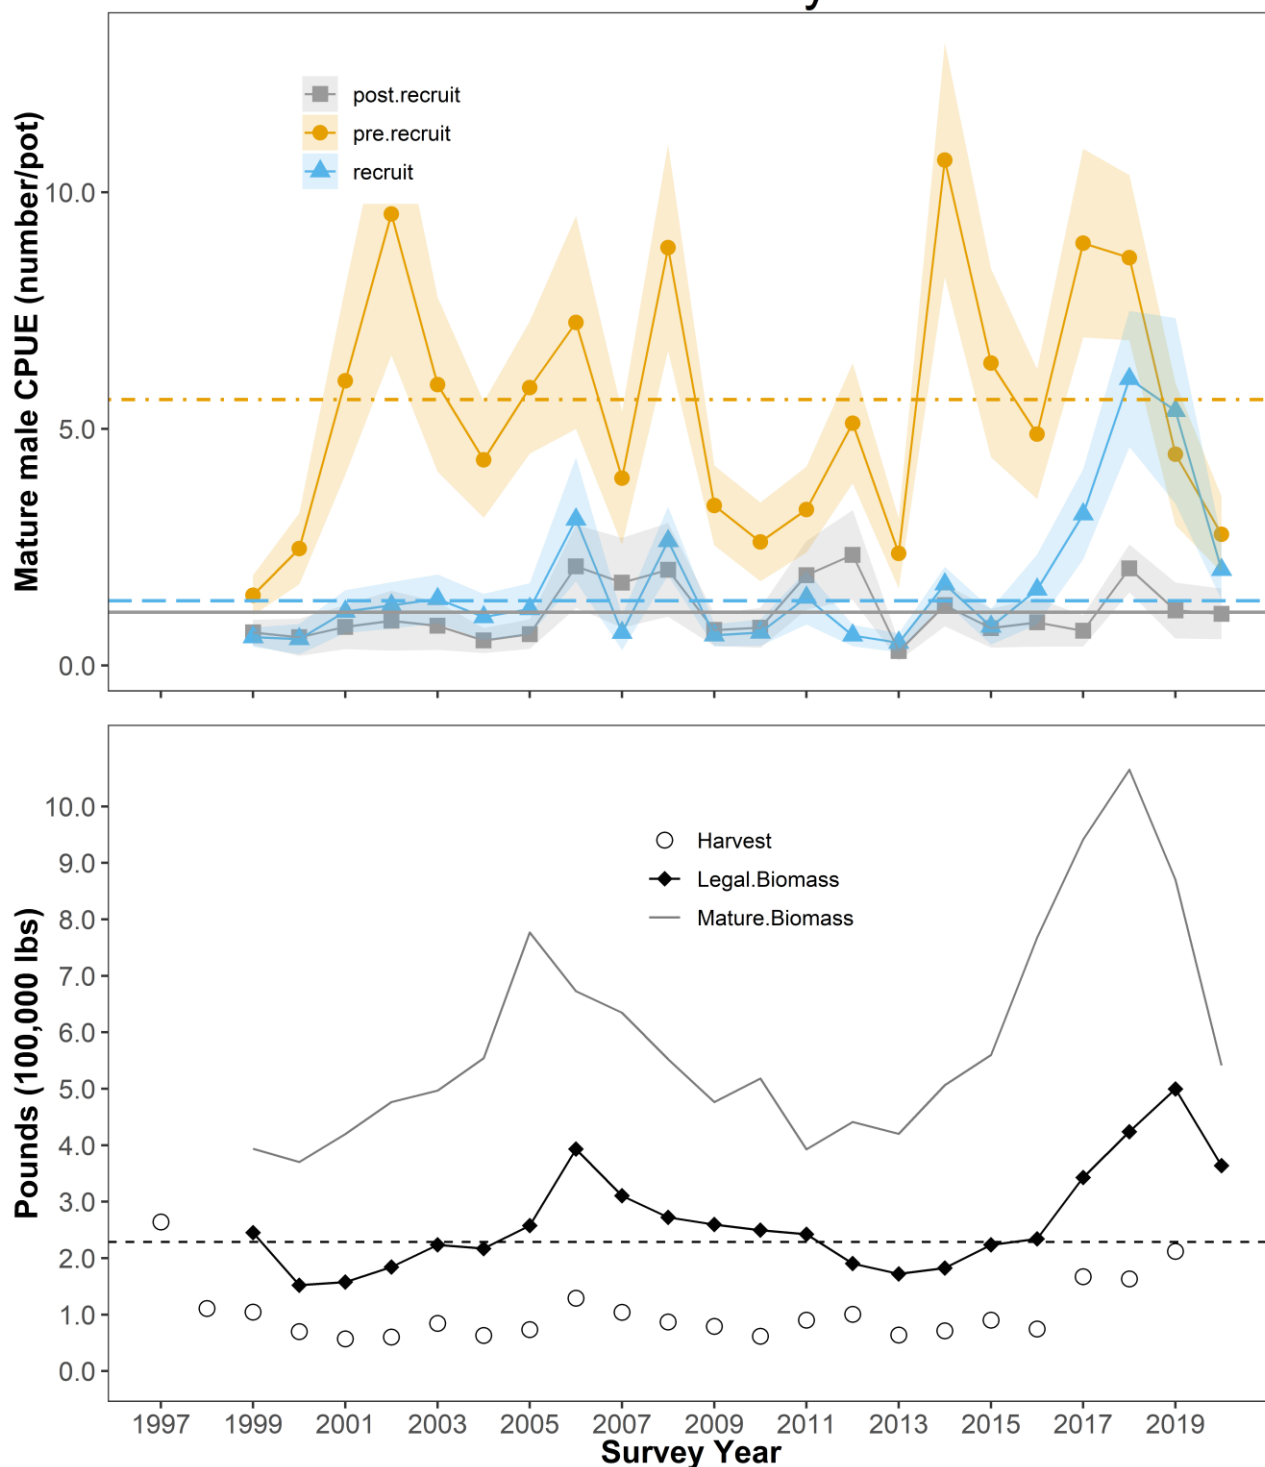 Mature male CPUE (number/pot)
post.recruit
pre.recruit
recruit
10.0
5.0
0.0
Pounds (100,000 lbs)
Harvest
Legal.Biomass
Mature.Biomass
10.0
9.0
8.0
7.0
6.0
5.0
4.0
3.0
2.0
1.0
0.0
1997 1999 2001 2003 2005 2007 2009 2011 2013 2015 2017 2019
Survey Year